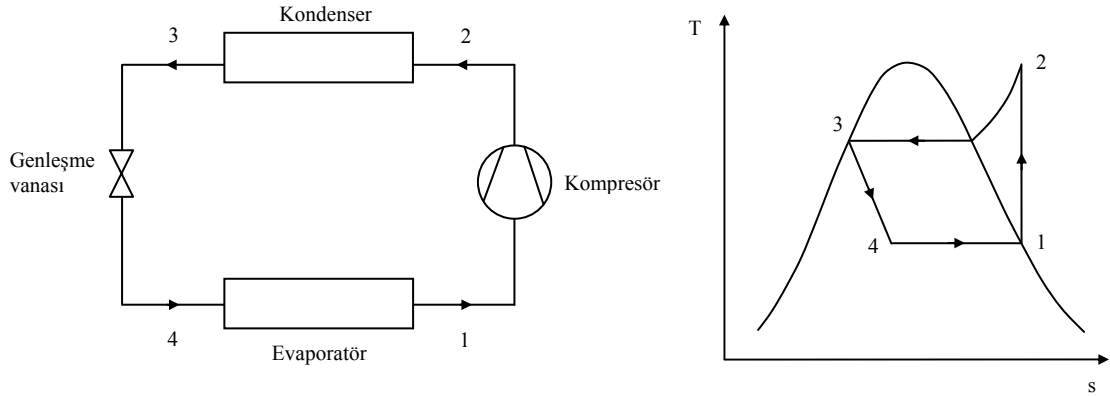 Kondenser
3
2
Genleşme
vanası
Kompresör
4
1
Evaporatör
T
2
3
4
1
s